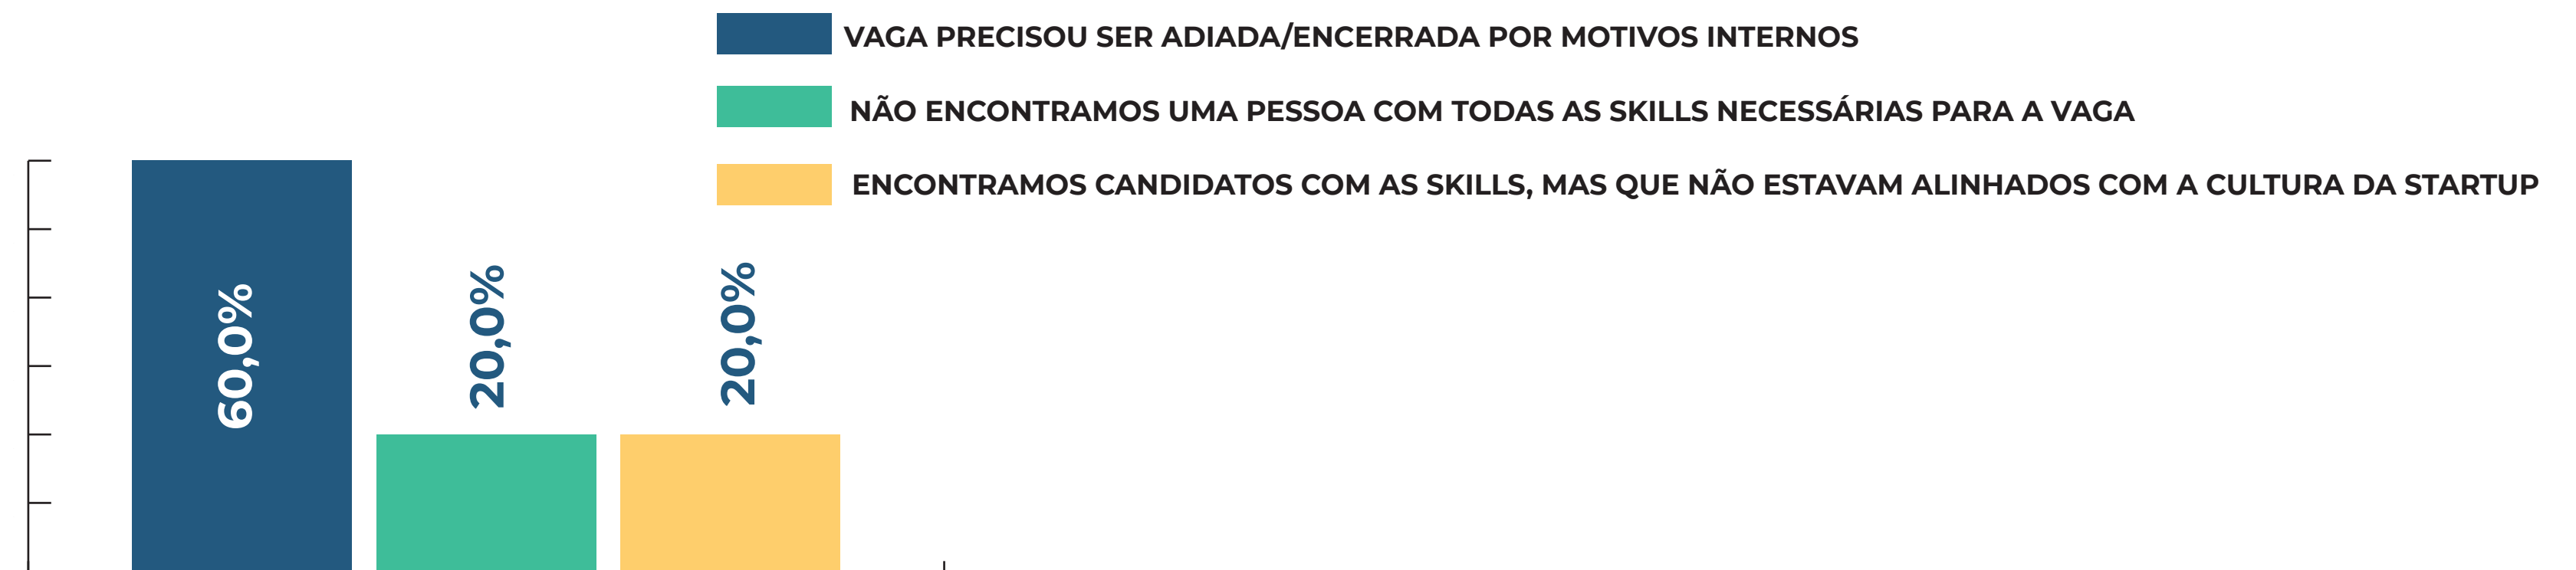 VAGA PRECISOU SER ADIADA/ENCERRADA POR MOTIVOS INTERNOS
NÃO ENCONTRAMOS UMA PESSOA COM TODAS AS SKILLS NECESSÁRIAS PARA A VAGA
ENCONTRAMOS CANDIDATOS COM AS SKILLS, MAS QUE NÃO ESTAVAM ALINHADOS COM A CULTURA DA STARTUP
60,0%
20,0%
20,0%